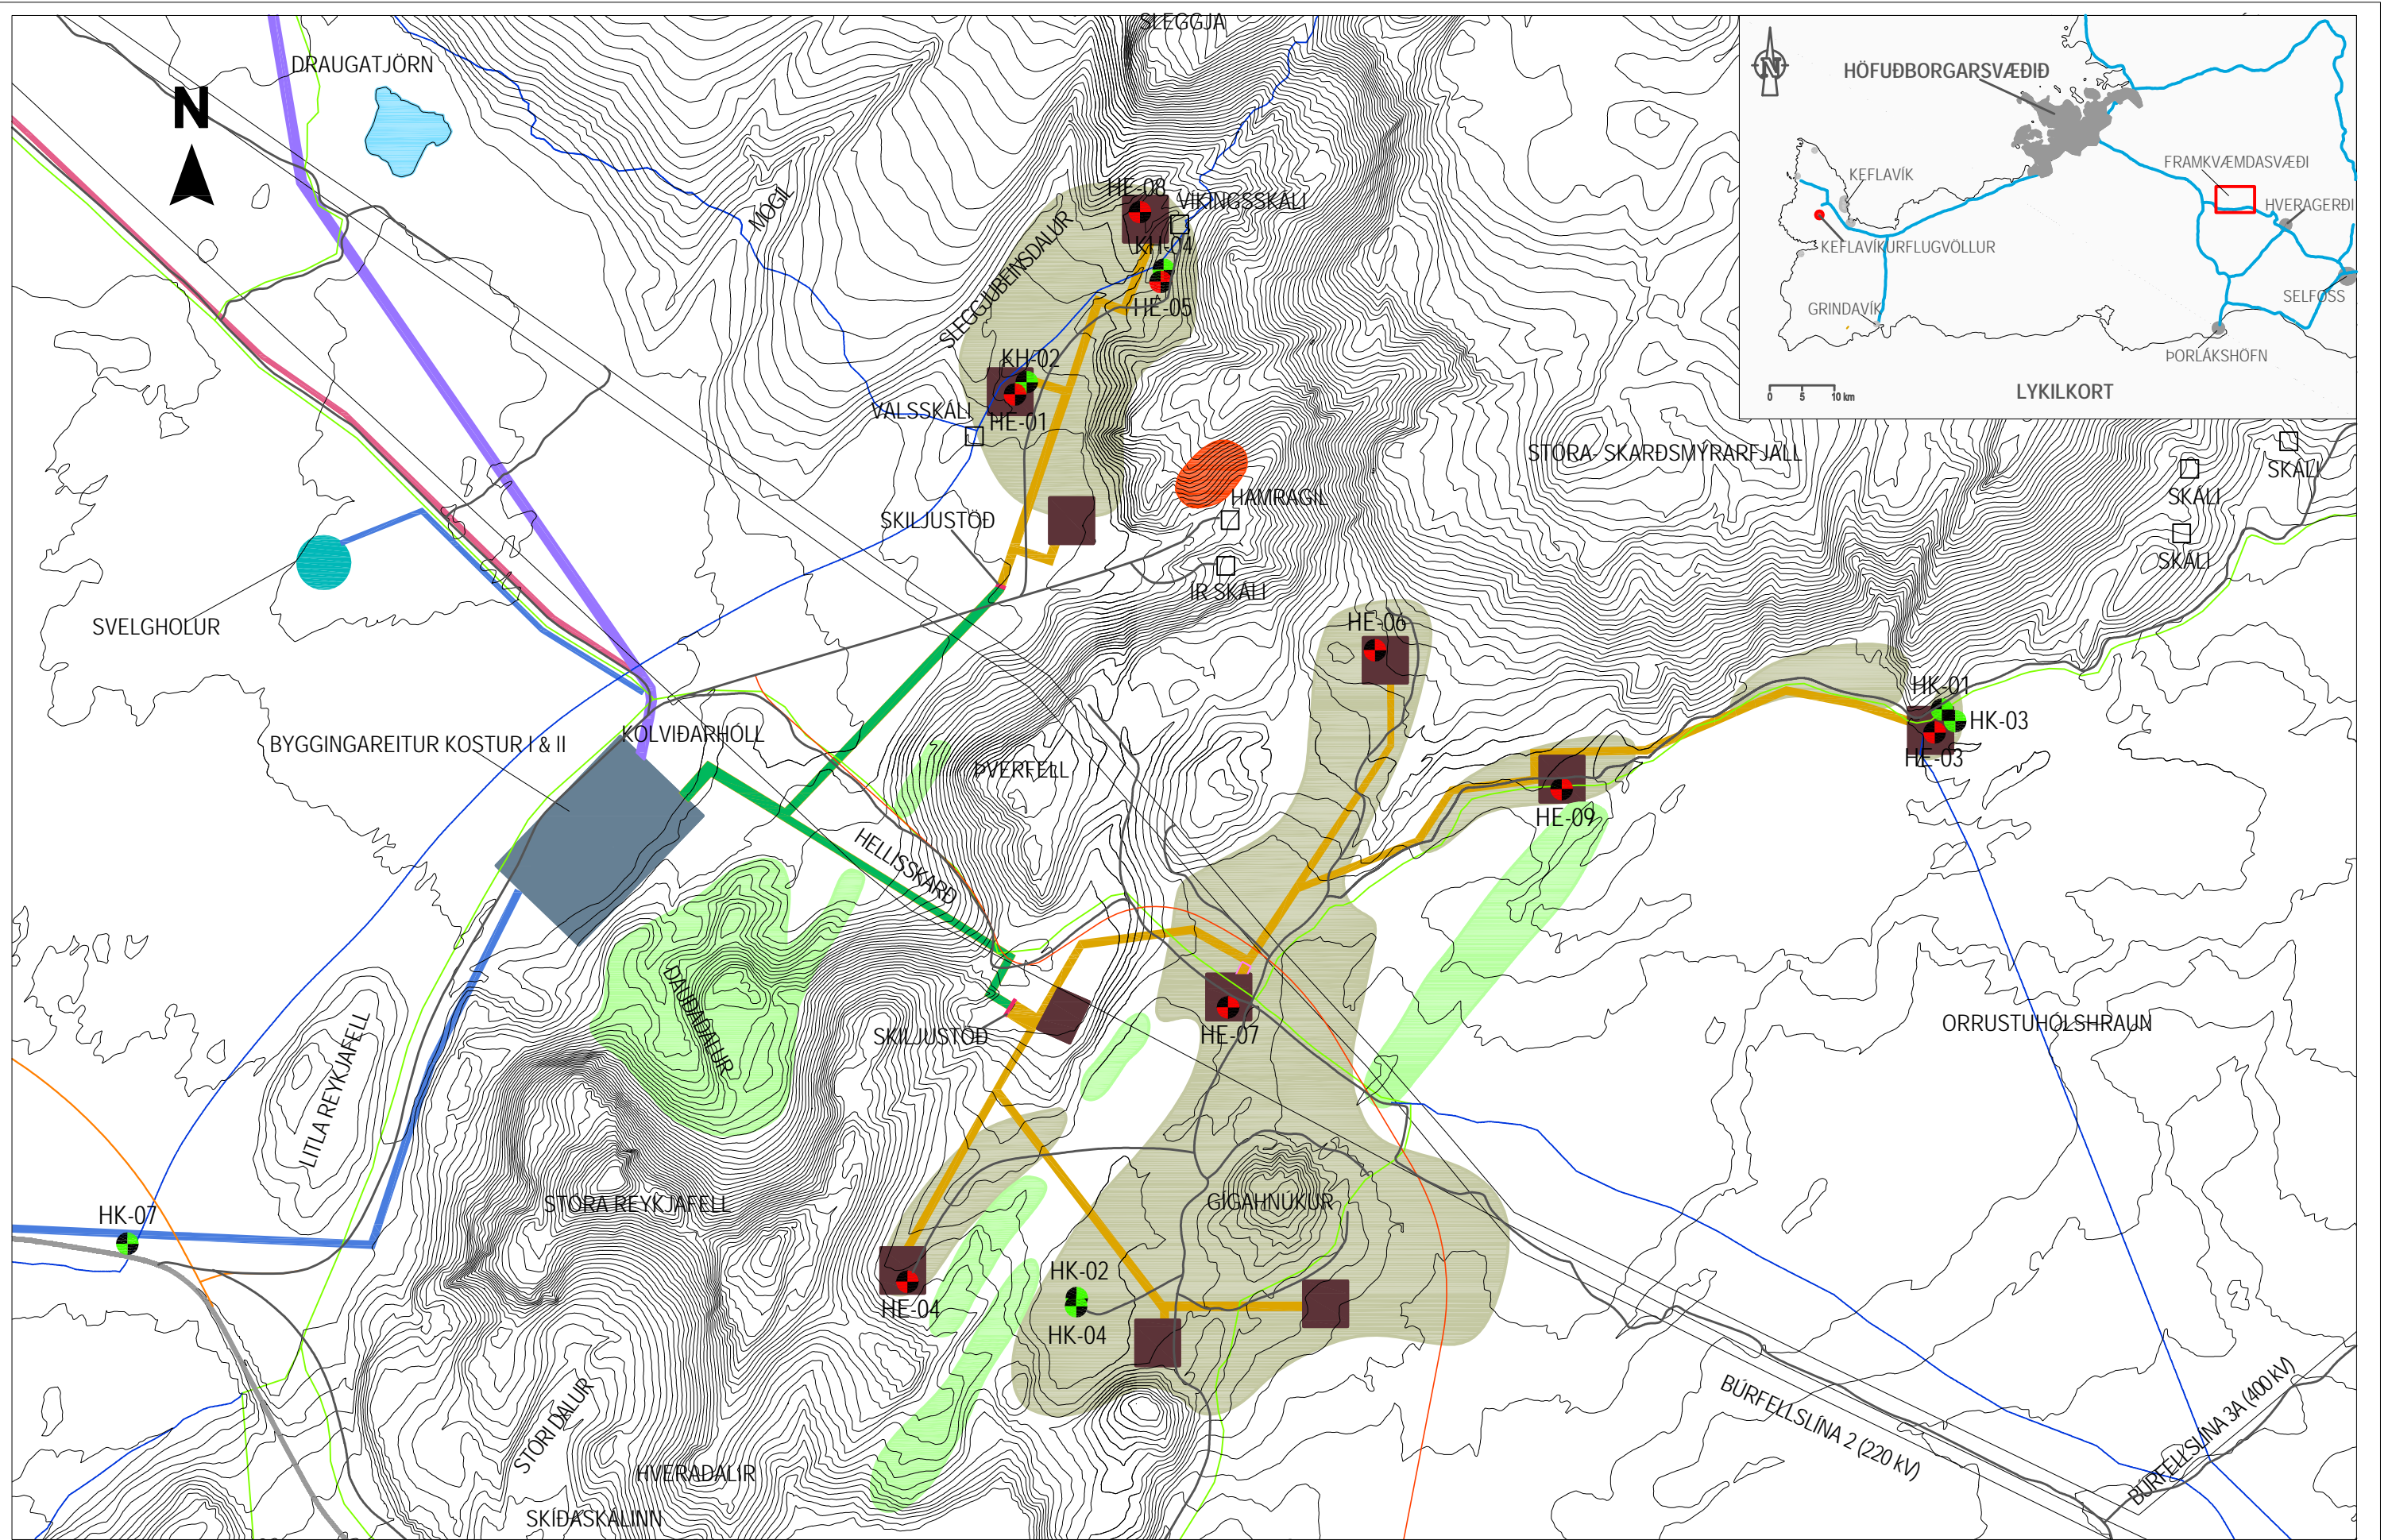 SLEGGJA
DRAUGATJÖRN
N
MÓGIL
HE-08
VÍKINGSSKÁLI
KH-04
HE-05
SLEGGJUBEINSDALUR
KH-02
HE-01
VALSSKÁLI
SKILJUSTÖÐ
HAMRAGIL
ÍR SKÁLI
STÓRA- SKARÐSMÝRARFJALL
SKÁLI
SKÁLI
SKÁLI
N
HÖFUÐBORGARSVÆÐIÐ
FRAMKVÆMDASVÆÐI
KEFLAVÍK
HVERAGERÐI
KEFLAVÍKURFLUGVÖLLUR
SELFOSS
GRINDAVÍK
ÞORLÁKSHÖFN
0 5 10 km
LYKILKORT
SVELGHOLUR
HE-06
HK-01
HK-03
HE-03
BYGGINGAREITUR KOSTUR I & II
KOLVIÐARHÓLL
ÞVERFELL
HE-09
HELLISSKARÐ
DAUÐADALUR
SKILJUSTÖÐ
HE-07
ORRUSTUHÓLSHRAUN
LITLA REYKJAFELL
STÓRA REYKJAFELL
GÍGAHNÚKUR
HK-07
HK-02
HE-04
HK-04
STÓRI DALUR
HVERADALIR
SKÍÐASKÁLINN
BÚRFELLSLÍNA 2 (220 kV)
BÚRFELLSLÍNA 3A (400 kV)